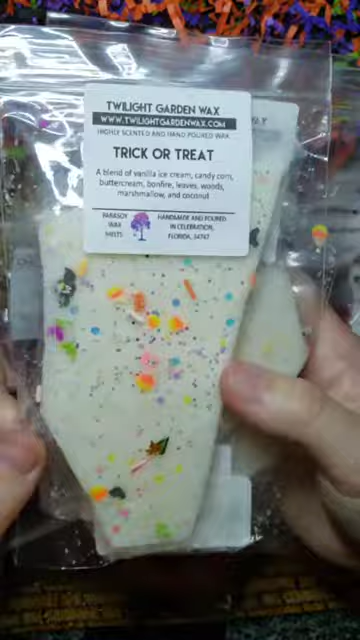 TWILIGHT GARDEN WAX
WWW.TWILIGHTGARDENWAX.COM
HIGHLY SCENTED AND HAND POURED WAX
TRICK OR TREAT
A blend of vanilla ice cream, candy corn,
buttercream, bonfire, leaves, woods,
marshmallow, and coconut
PARASOY
WAX
MELTS
HANDMADE AND POURED
IN CELEBRATION,
FLORIDA, 34747